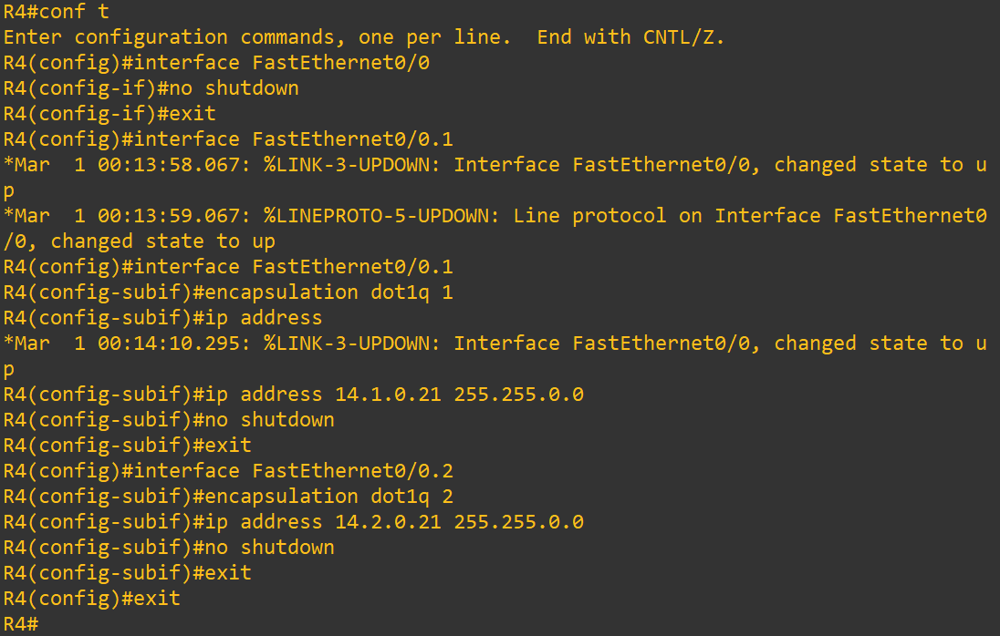 R4#conf t
Enter configuration commands, one per line.  End with CNTL/Z.
R4(config)#interface FastEthernet0/0
R4(config-if)#no shutdown
R4(config-if)#exit
R4(config)#interface FastEthernet0/0.1
*Mar  1 00:13:58.067: %LINK-3-UPDOWN: Interface FastEthernet0/0, changed state to u
p
*Mar  1 00:13:59.067: %LINEPROTO-5-UPDOWN: Line protocol on Interface FastEthernet0
/0, changed state to up
R4(config)#interface FastEthernet0/0.1
R4(config-subif)#encapsulation dot1q 1
R4(config-subif)#ip address
*Mar  1 00:14:10.295: %LINK-3-UPDOWN: Interface FastEthernet0/0, changed state to u
p
R4(config-subif)#ip address 14.1.0.21 255.255.0.0
R4(config-subif)#no shutdown
R4(config-subif)#exit
R4(config)#interface FastEthernet0/0.2
R4(config-subif)#encapsulation dot1q 2
R4(config-subif)#ip address 14.2.0.21 255.255.0.0
R4(config-subif)#no shutdown
R4(config-subif)#exit
R4(config)#exit
R4#